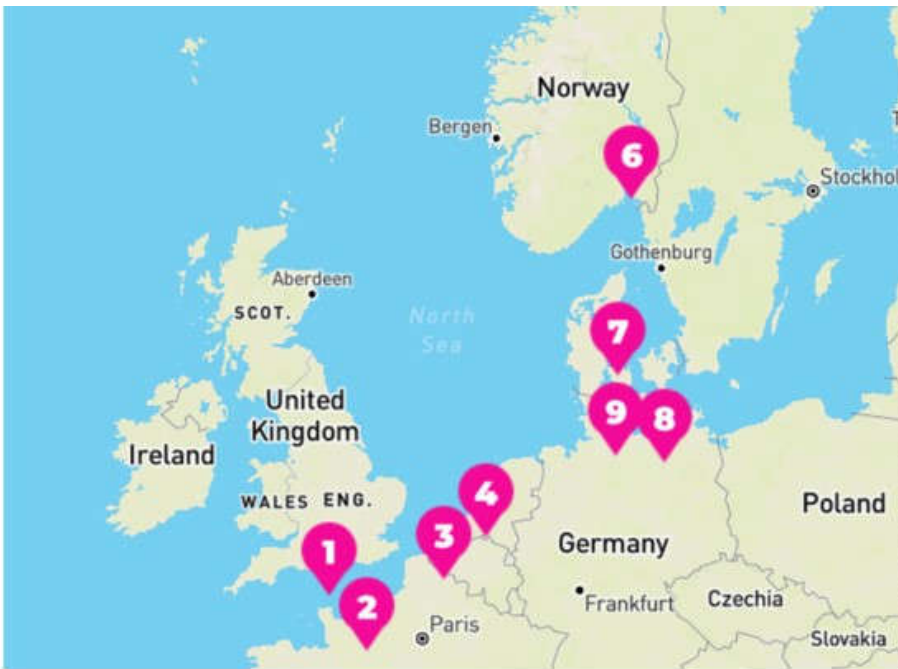 Norway
Bergen
6
Stockhol
Gothenburg
Aberdeen
SCOT.
North
Sea
7
United
Kingdom
9
8
Ireland
4
WALES ENG.
Poland
3
1
Germany
2
Frankfurt
Czechia
Paris
Slovakia